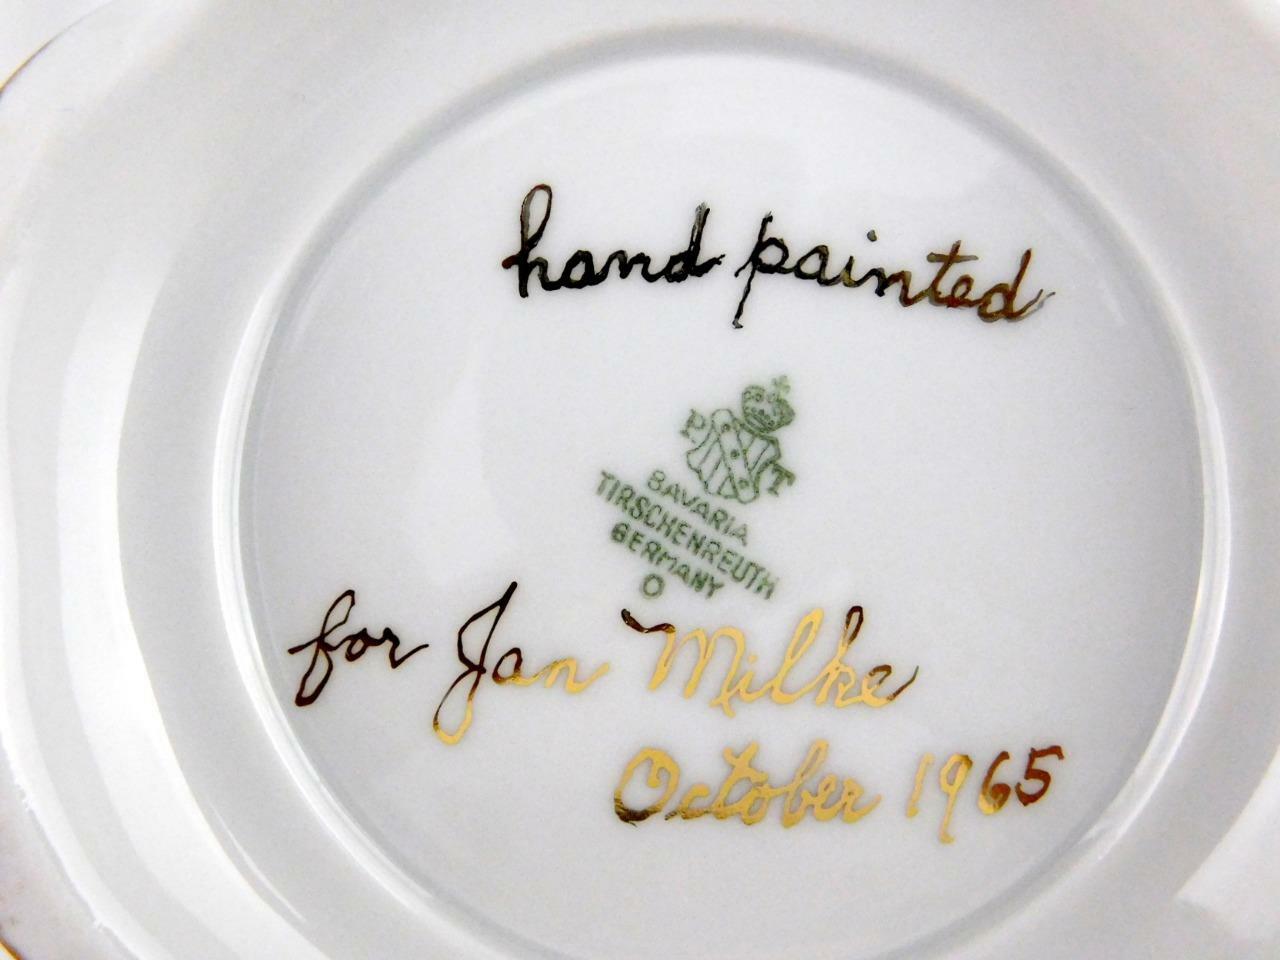 hand painted
P T
BAVARIA
TIRSCHENREUTH
GERMANY
O
for Jan Milke
October 1965